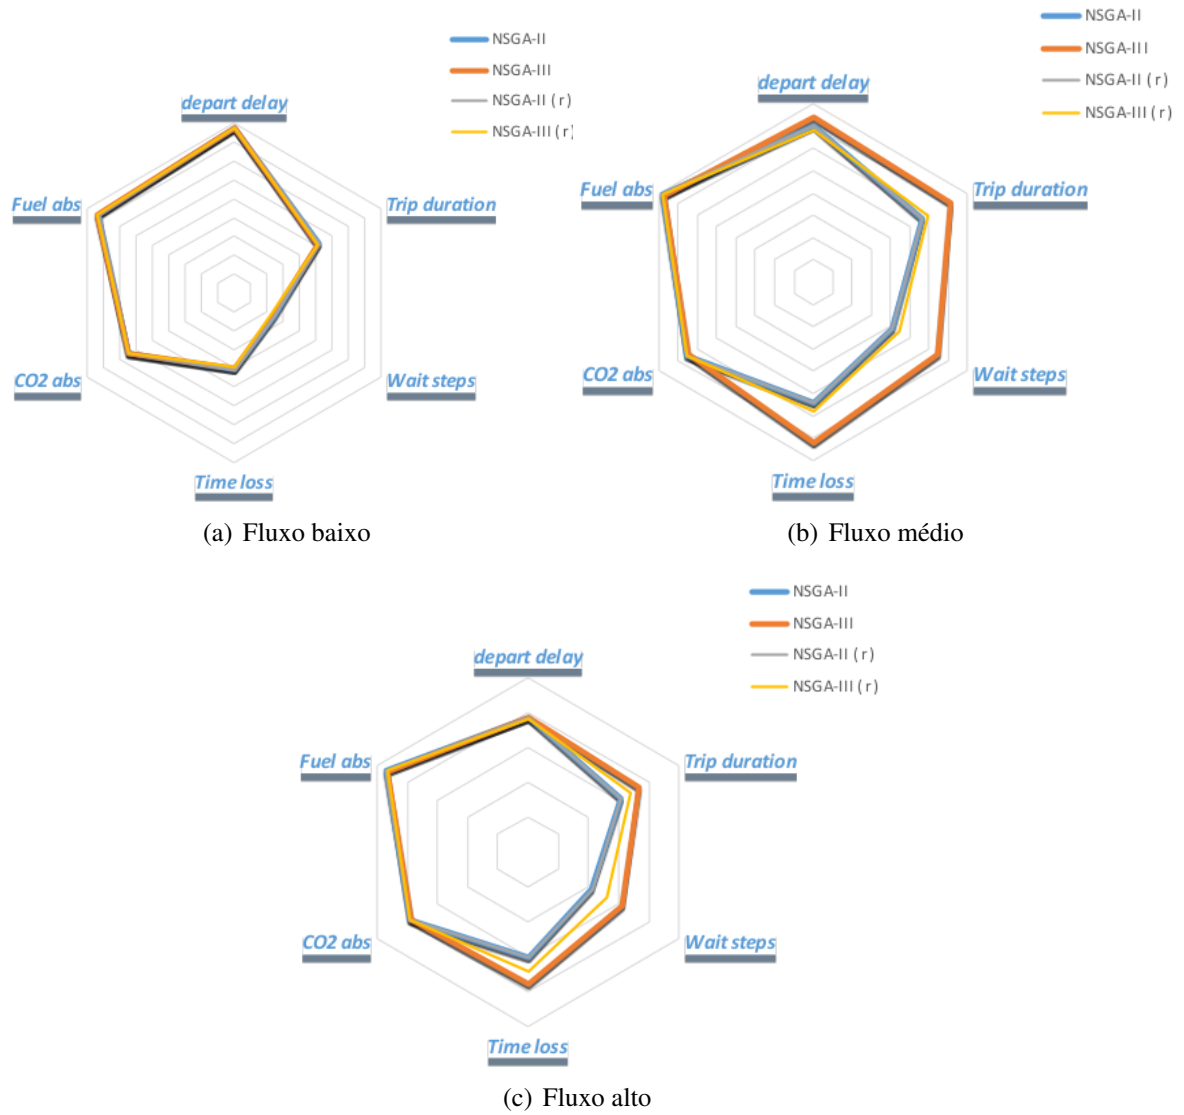 NSGA-II
NSGA-III
NSGA-II ( r )
NSGA-III ( r )
depart delay
Fuel abs
Trip duration
CO2 abs
Wait steps
Time loss
(a) Fluxo baixo
NSGA-II
NSGA-III
NSGA-II ( r )
NSGA-III ( r )
depart delay
Fuel abs
Trip duration
CO2 abs
Wait steps
Time loss
(b) Fluxo médio
NSGA-II
NSGA-III
NSGA-II ( r )
NSGA-III ( r )
depart delay
Fuel abs
Trip duration
CO2 abs
Wait steps
Time loss
(c) Fluxo alto